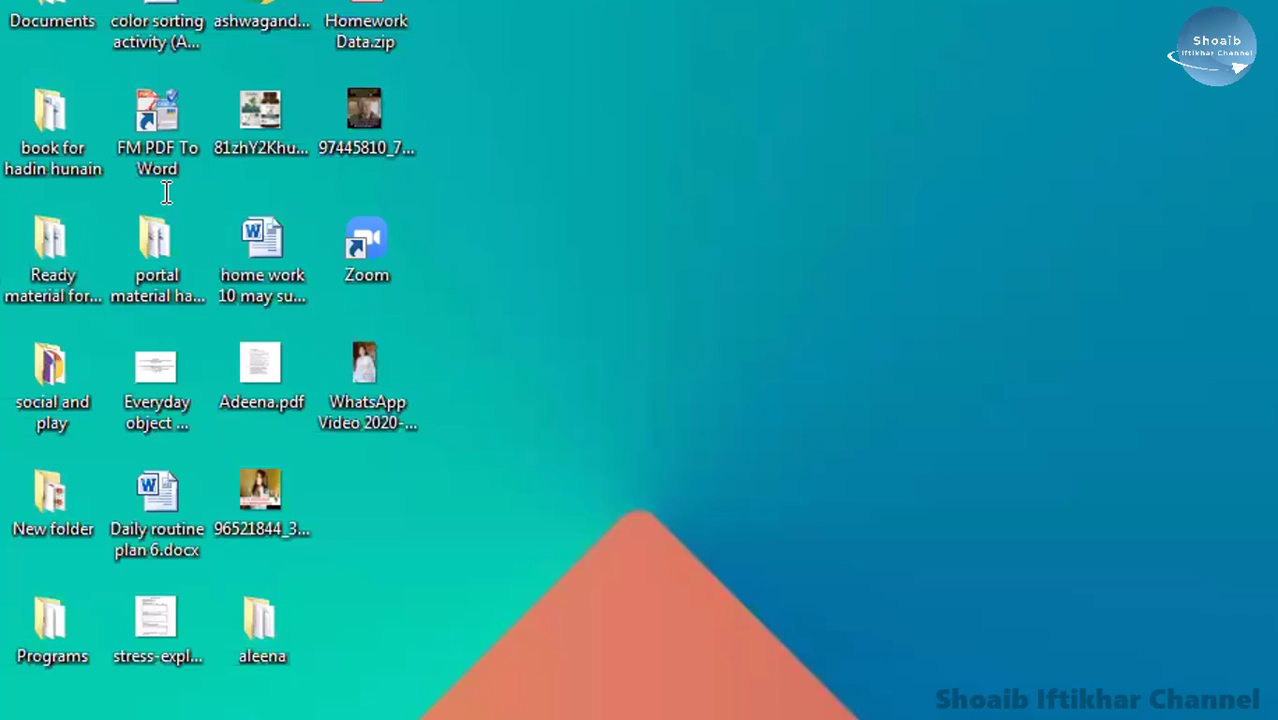 Documents
color sorting
activity (A...
ashwagand...
Homework
Data.zip
Shoaib
Iftikhar Channel
book for
hadin hunain
FM PDF To
Word
81zhY2Khu...
97445810_7...
Ready
material for...
portal
material ha...
home work
10 may su...
Zoom
social and
play
Everyday
object ...
Adeena.pdf
WhatsApp
Video 2020-...
New folder
Daily routine
plan 6.docx
96521844_3...
Programs
stress-expl...
aleena
Shoaib Iftikhar Channel